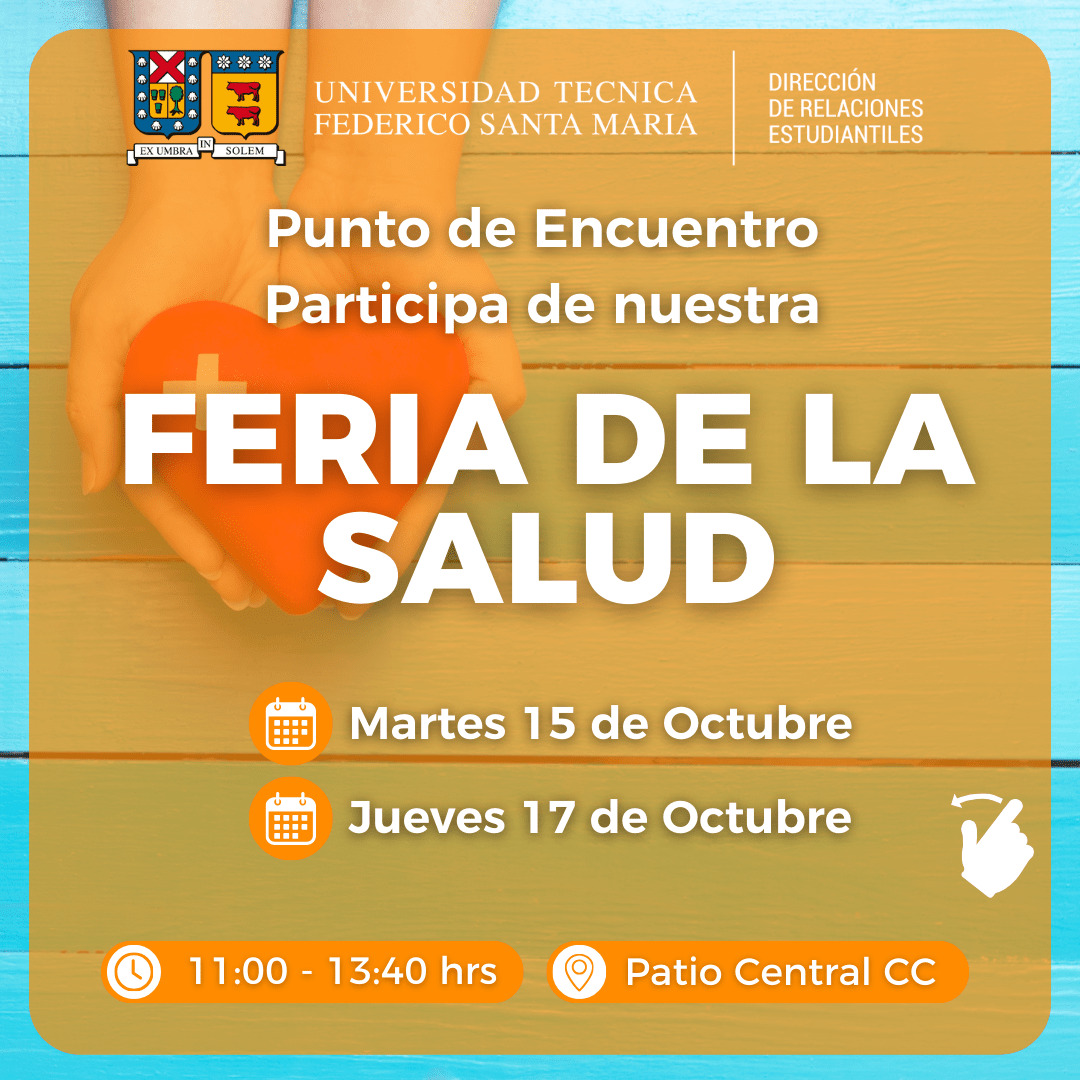 EX UMBRA IN SOLEM
UNIVERSIDAD TECNICA
FEDERICO SANTA MARIA
DIRECCIÓN
DE RELACIONES
ESTUDIANTILES
Punto de Encuentro
Participa de nuestra
FERIA DE LA
SALUD
Martes 15 de Octubre
Jueves 17 de Octubre
11:00 - 13:40 hrs
Patio Central CC